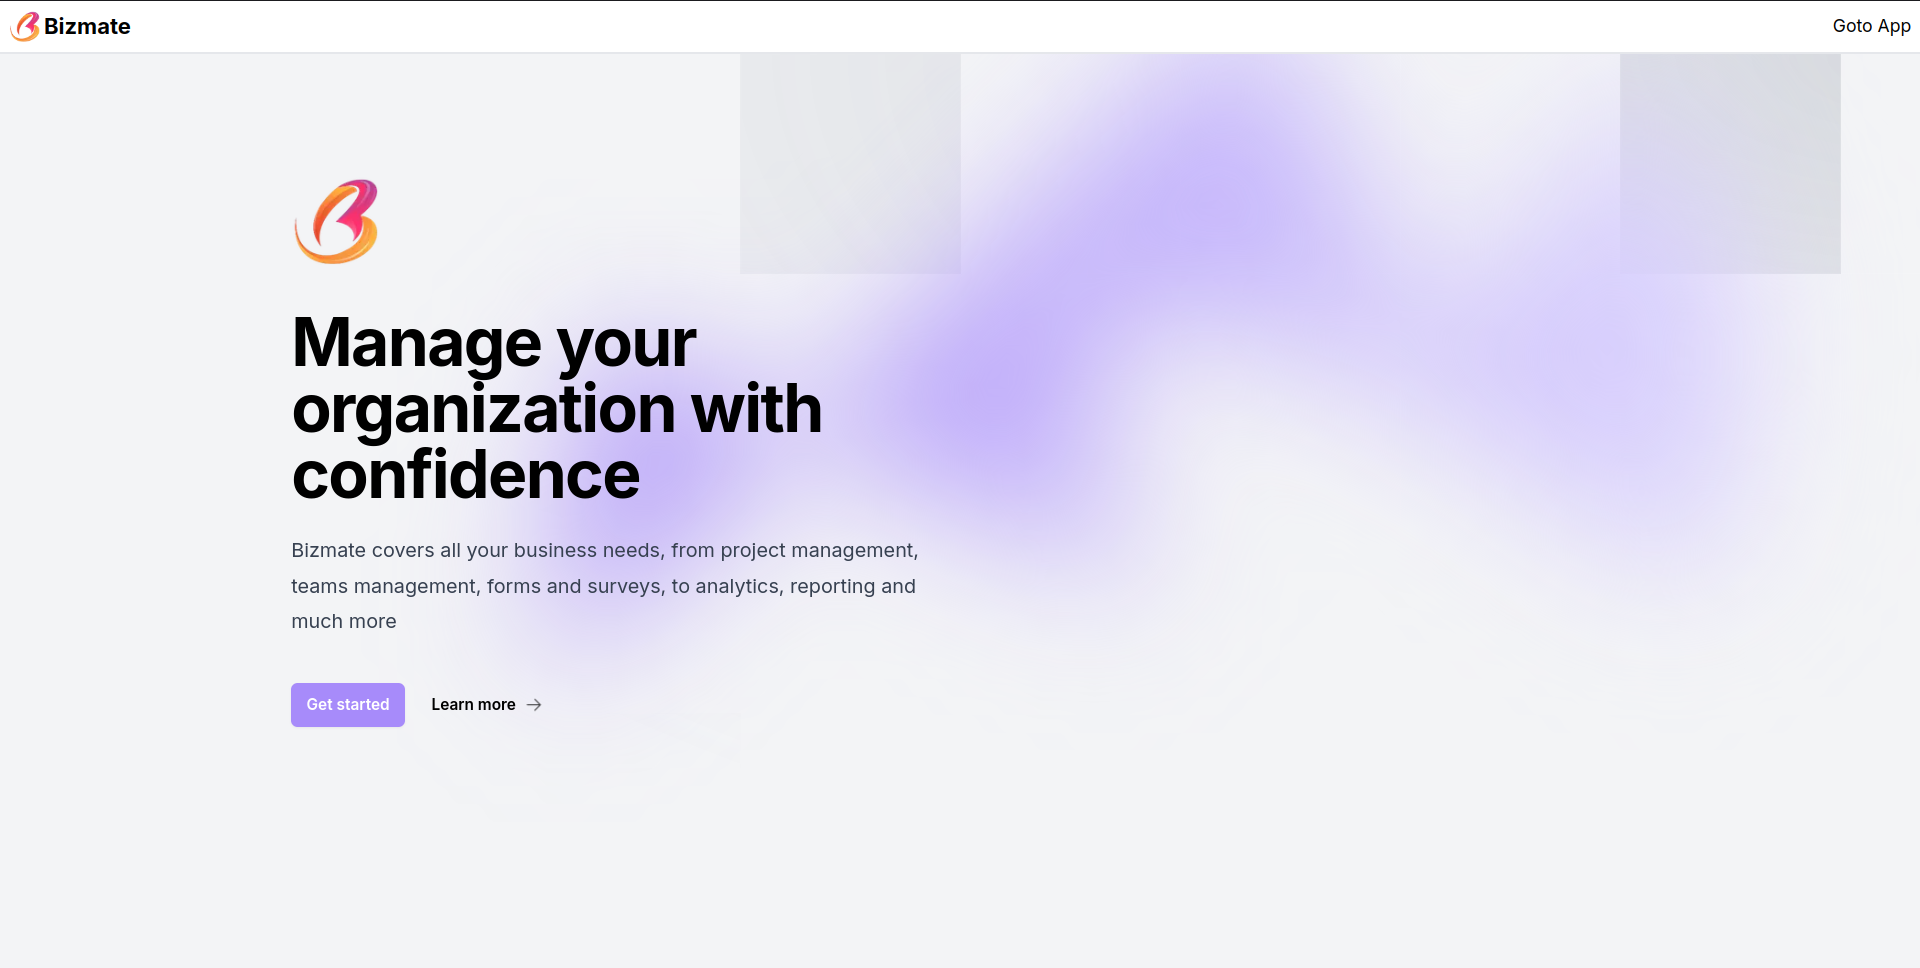 Bizmate
Goto App
Manage your
organization with
confidence
Bizmate covers all your business needs, from project management,
teams management, forms and surveys, to analytics, reporting and
much more
Get started
Learn more →